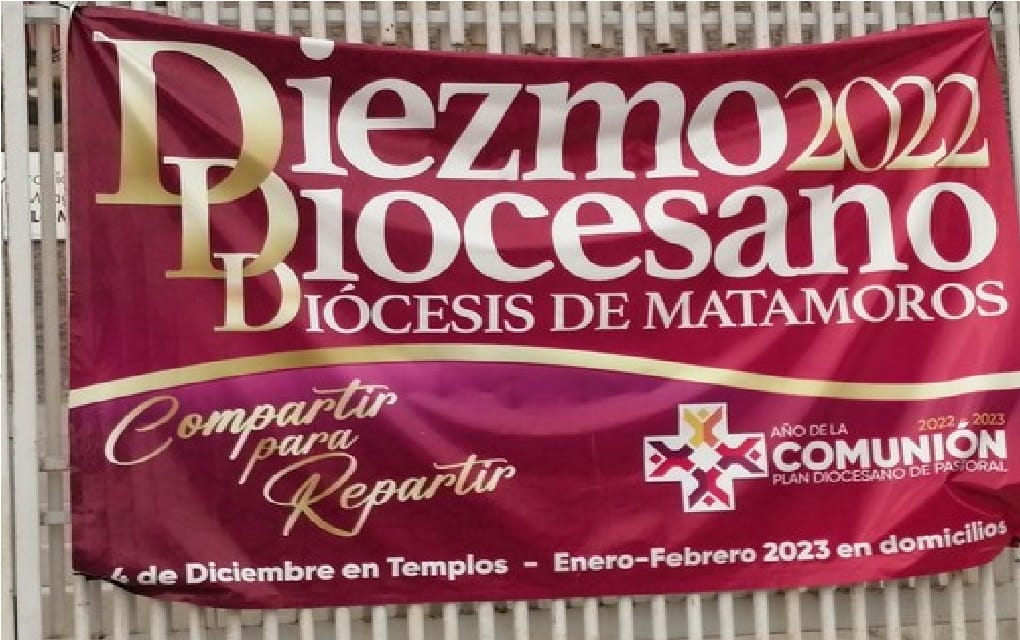 Diezmo 2022
Diocesano
DIÓCESIS DE MATAMOROS
Compartir
para
Repartir
2022 - 2023
AÑO DE LA
COMUNIÓN
PLAN DIOCESANO DE PASTORAL
4 de Diciembre en Templos - Enero-Febrero 2023 en domicilios